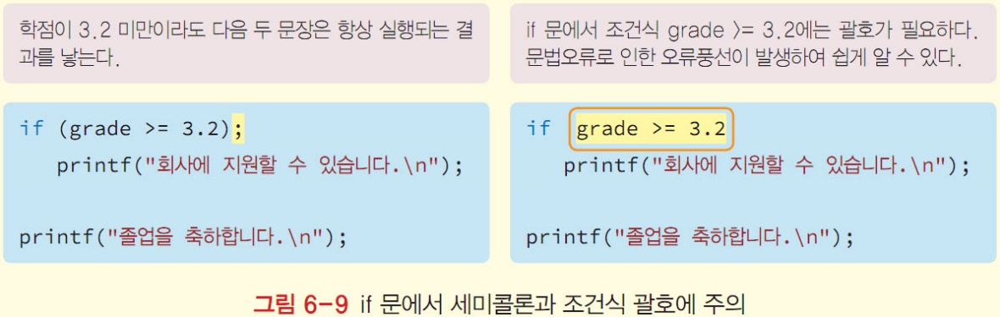 학점이 3.2 미만이라도 다음 두 문장은 항상 실행되는 결
과를 낳는다.
if (grade >= 3.2);
printf("회사에 지원할 수 있습니다.\n");
printf("졸업을 축하합니다.\n");
if 문에서 조건식 grade >= 3.2에는 괄호가 필요하다.
문법오류로 인한 오류풍선이 발생하여 쉽게 알 수 있다.
if grade >= 3.2
printf("회사에 지원할 수 있습니다.\n");
printf("졸업을 축하합니다.\n");
그림 6-9 if 문에서 세미콜론과 조건식 괄호에 주의